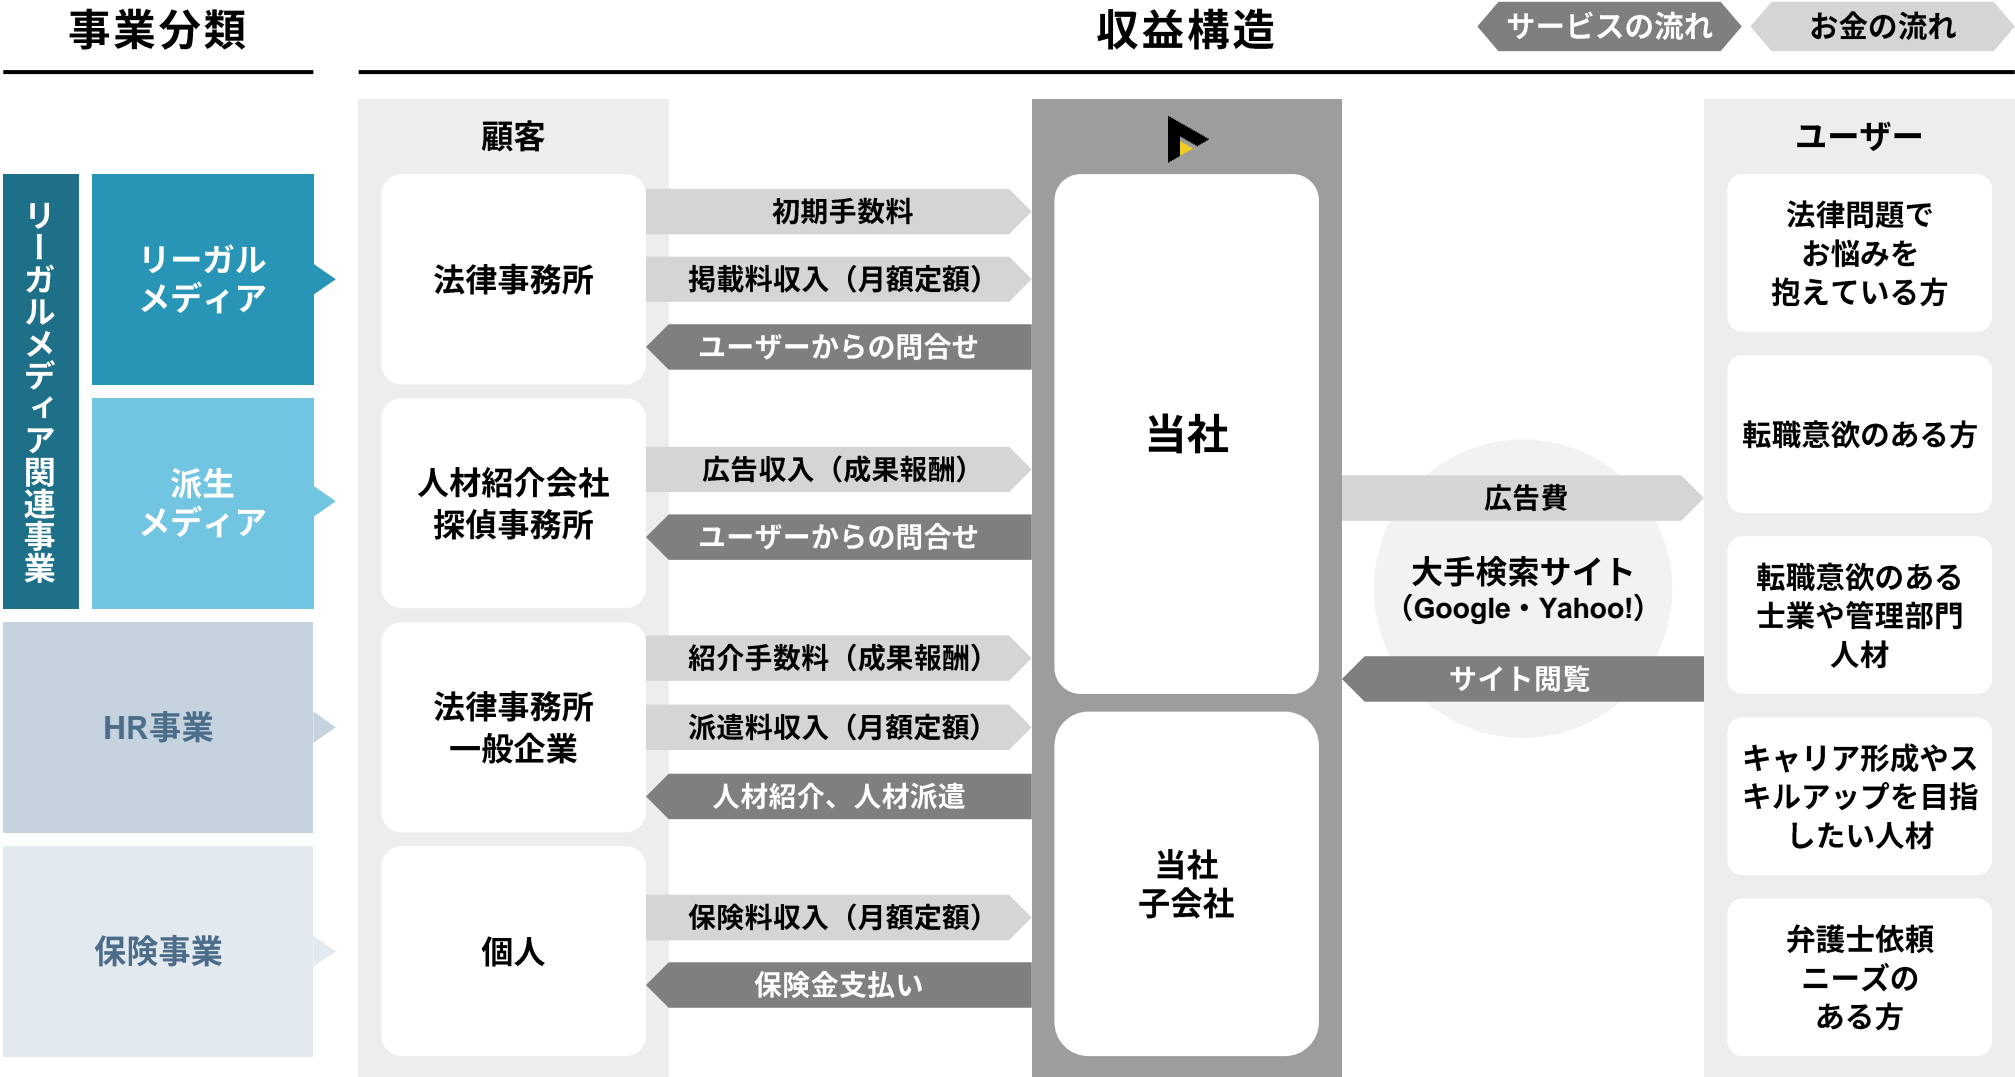 事業分類
収益構造
サービスの流れ
お金の流れ
リーガルメディア関連事業
リーガル
メディア
派生
メディア
HR事業
保険事業
顧客
法律事務所
人材紹介会社
探偵事務所
法律事務所
一般企業
個人
初期手数料
掲載料収入（月額定額）
ユーザーからの問合せ
広告収入（成果報酬）
ユーザーからの問合せ
紹介手数料（成果報酬）
派遣料収入（月額定額）
人材紹介、人材派遣
保険料収入（月額定額）
保険金支払い
当社
当社
子会社
広告費
大手検索サイト
（Google・Yahoo!）
サイト閲覧
ユーザー
法律問題で
お悩みを
抱えている方
転職意欲のある方
転職意欲のある
士業や管理部門
人材
キャリア形成やス
キルアップを目指
したい人材
弁護士依頼
ニーズの
ある方